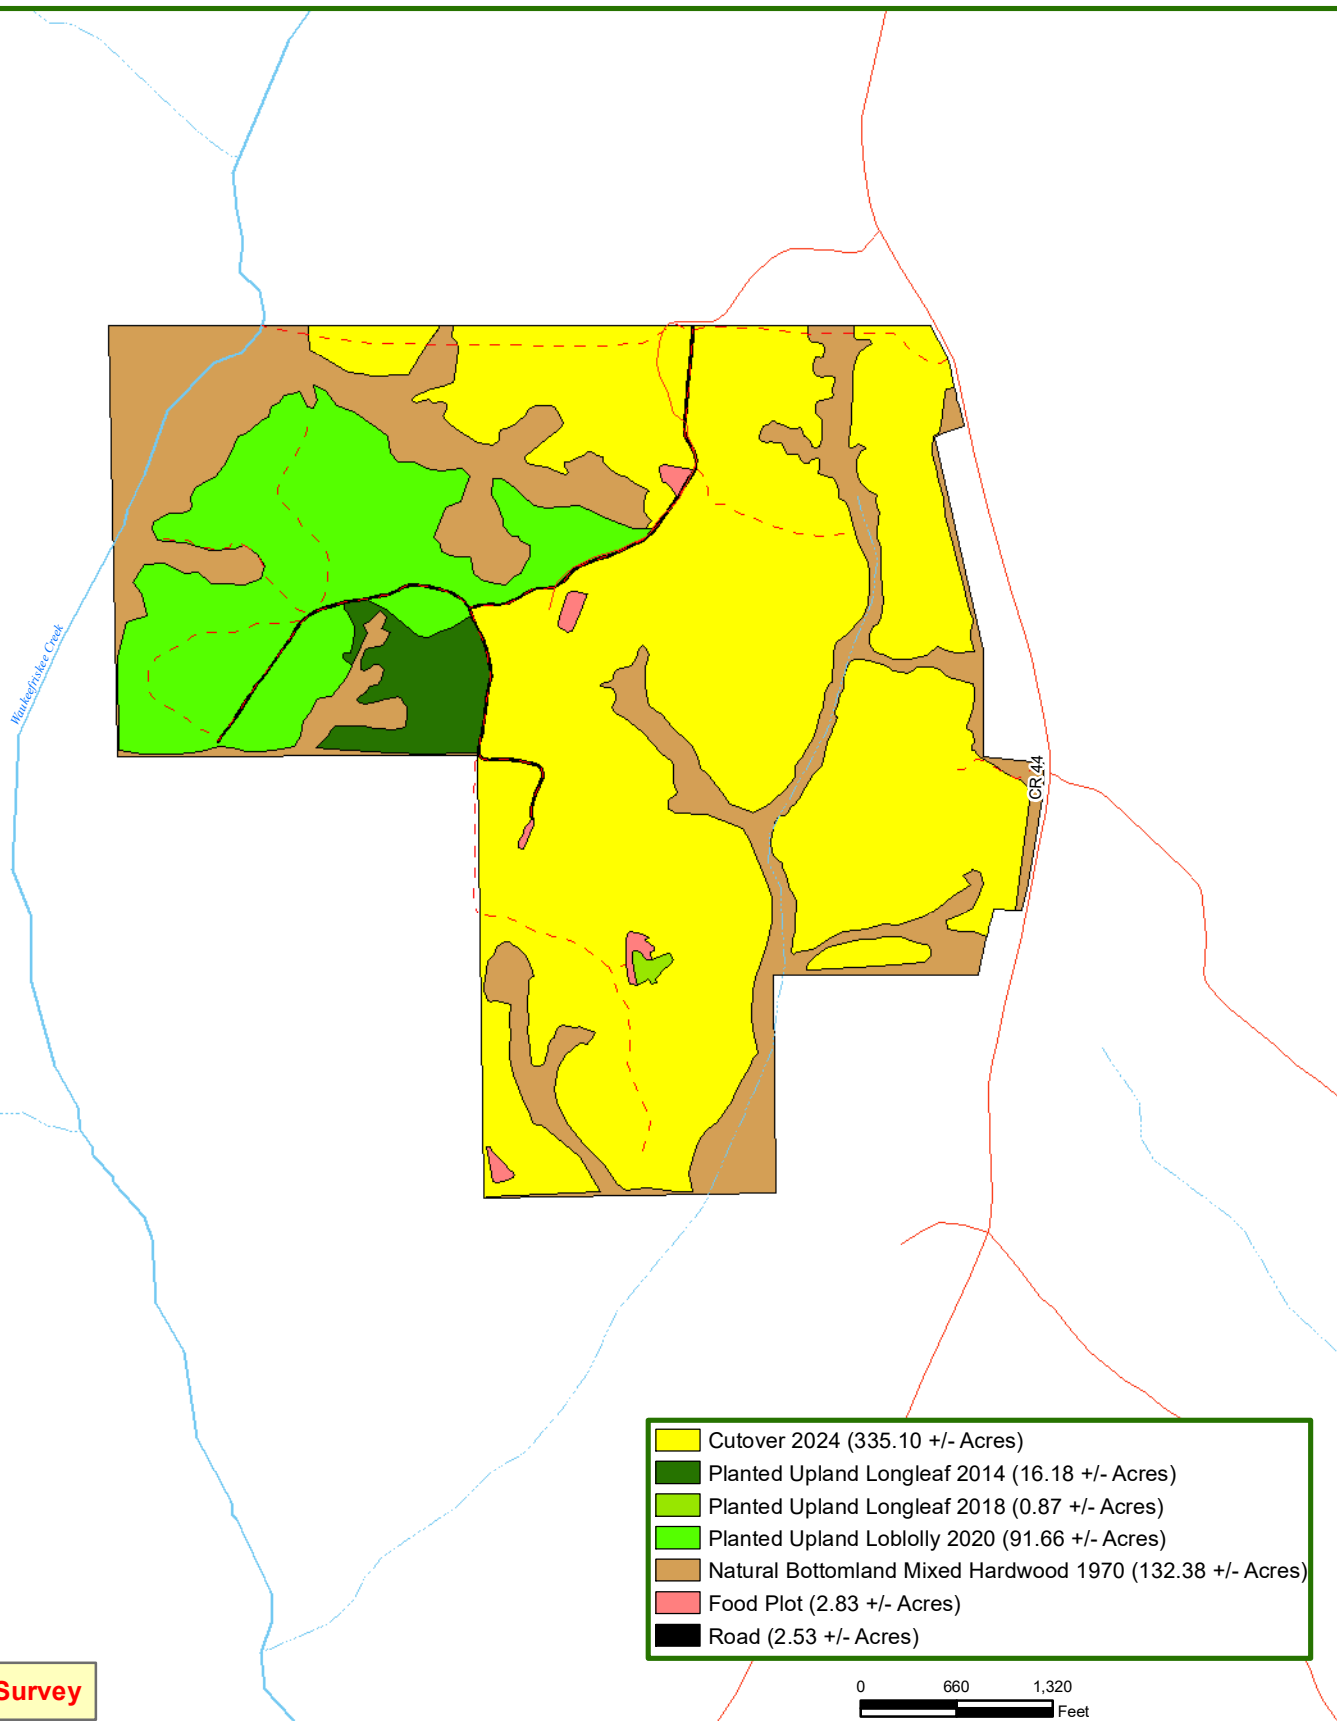 Waukeefriskee Creek
CR 44
Cutover 2024 (335.10 +/- Acres)
Planted Upland Longleaf 2014 (16.18 +/- Acres)
Planted Upland Longleaf 2018 (0.87 +/- Acres)
Planted Upland Loblolly 2020 (91.66 +/- Acres)
Natural Bottomland Mixed Hardwood 1970 (132.38 +/- Acres)
Food Plot (2.83 +/- Acres)
Road (2.53 +/- Acres)
Survey
0 660 1,320
Feet